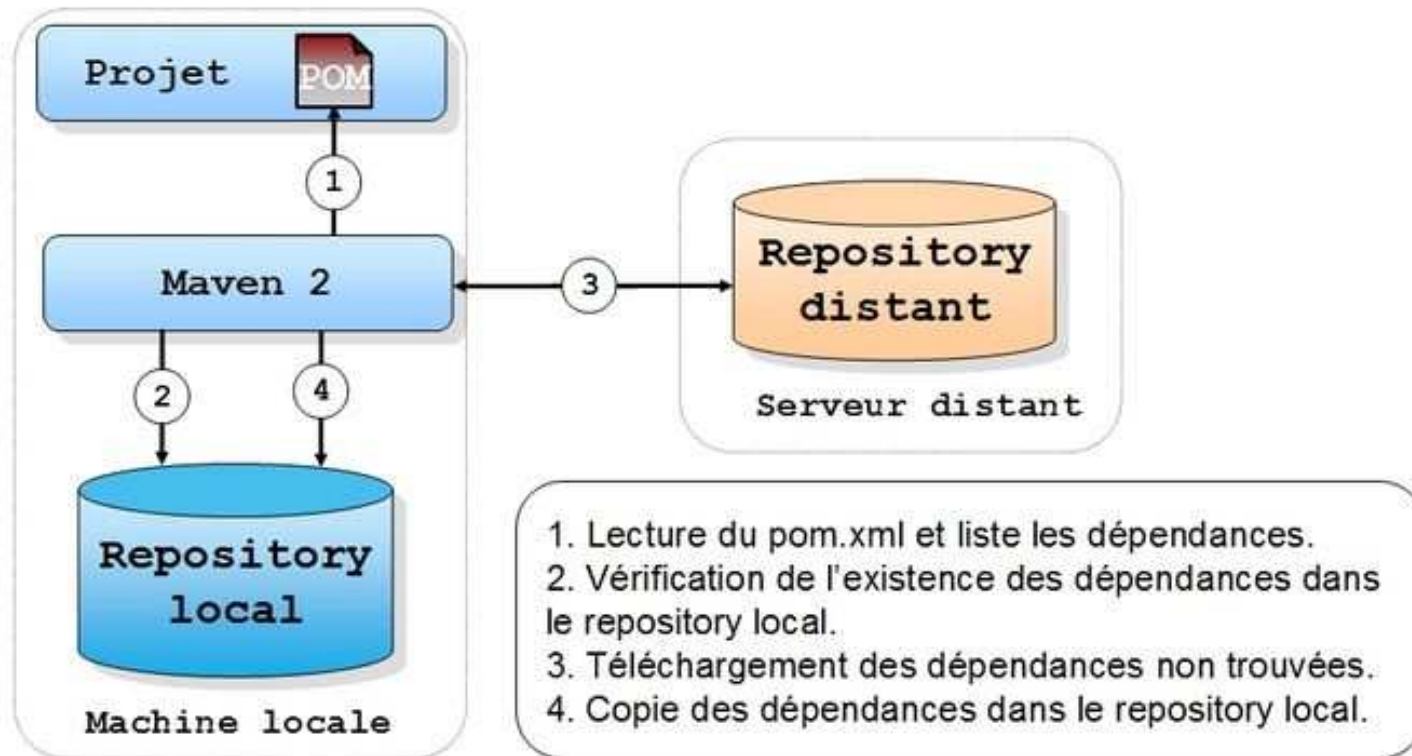 Projet
POM
1
Maven 2
3
Repository
distant
Serveur distant
2
4
Repository
local
Machine locale
1. Lecture du pom.xml et liste les dépendances.
2. Vérification de l'existence des dépendances dans
le repository local.
3. Téléchargement des dépendances non trouvées.
4. Copie des dépendances dans le repository local.